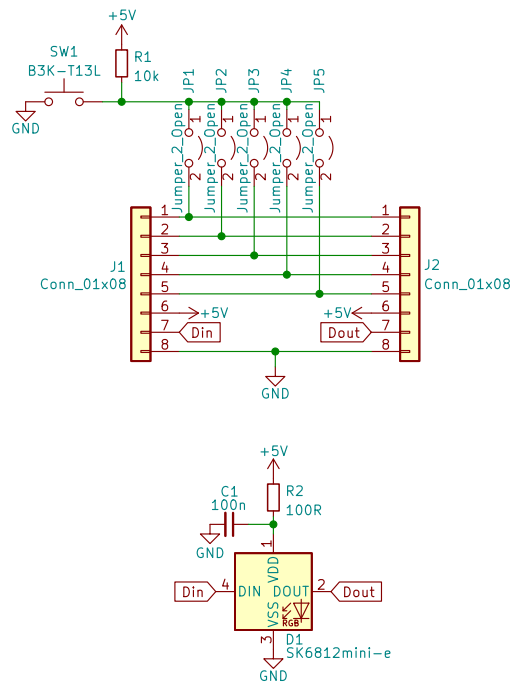 +5V
SW1
R1
B3K-T13L
10k
JP1
JP2
JP3
JP4
JP5
GND
Jumper_2_Open
1
2
Jumper_2_Open
1
2
Jumper_2_Open
1
2
Jumper_2_Open
1
2
Jumper_2_Open
1
2
1
1
2
2
3
3
J1
J2
4
4
Conn_01x08
Conn_01x08
5
5
6
+5V
+5V
6
7
Din
Dout
7
8
8
GND
+5V
C1
R2
100n
100R
GND
1
VDD
Din
4
DIN
DOUT
2
Dout
VSS
RGB
3
D1
SK6812mini-e
GND